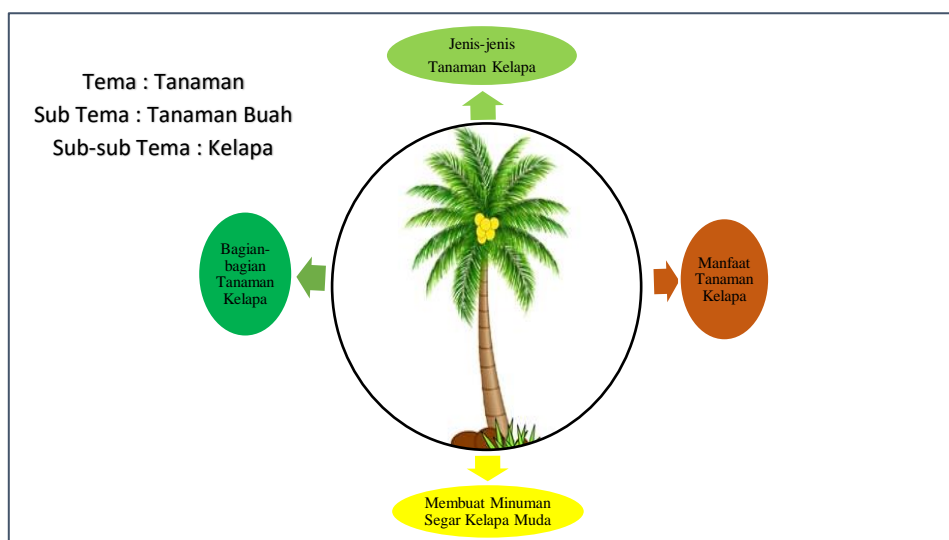 Tema : Tanaman
Sub Tema : Tanaman Buah
Sub-sub Tema : Kelapa
Jenis-jenis
Tanaman Kelapa
Bagian-
bagian
Tanaman
Kelapa
Manfaat
Tanaman
Kelapa
Membuat Minuman
Segar Kelapa Muda